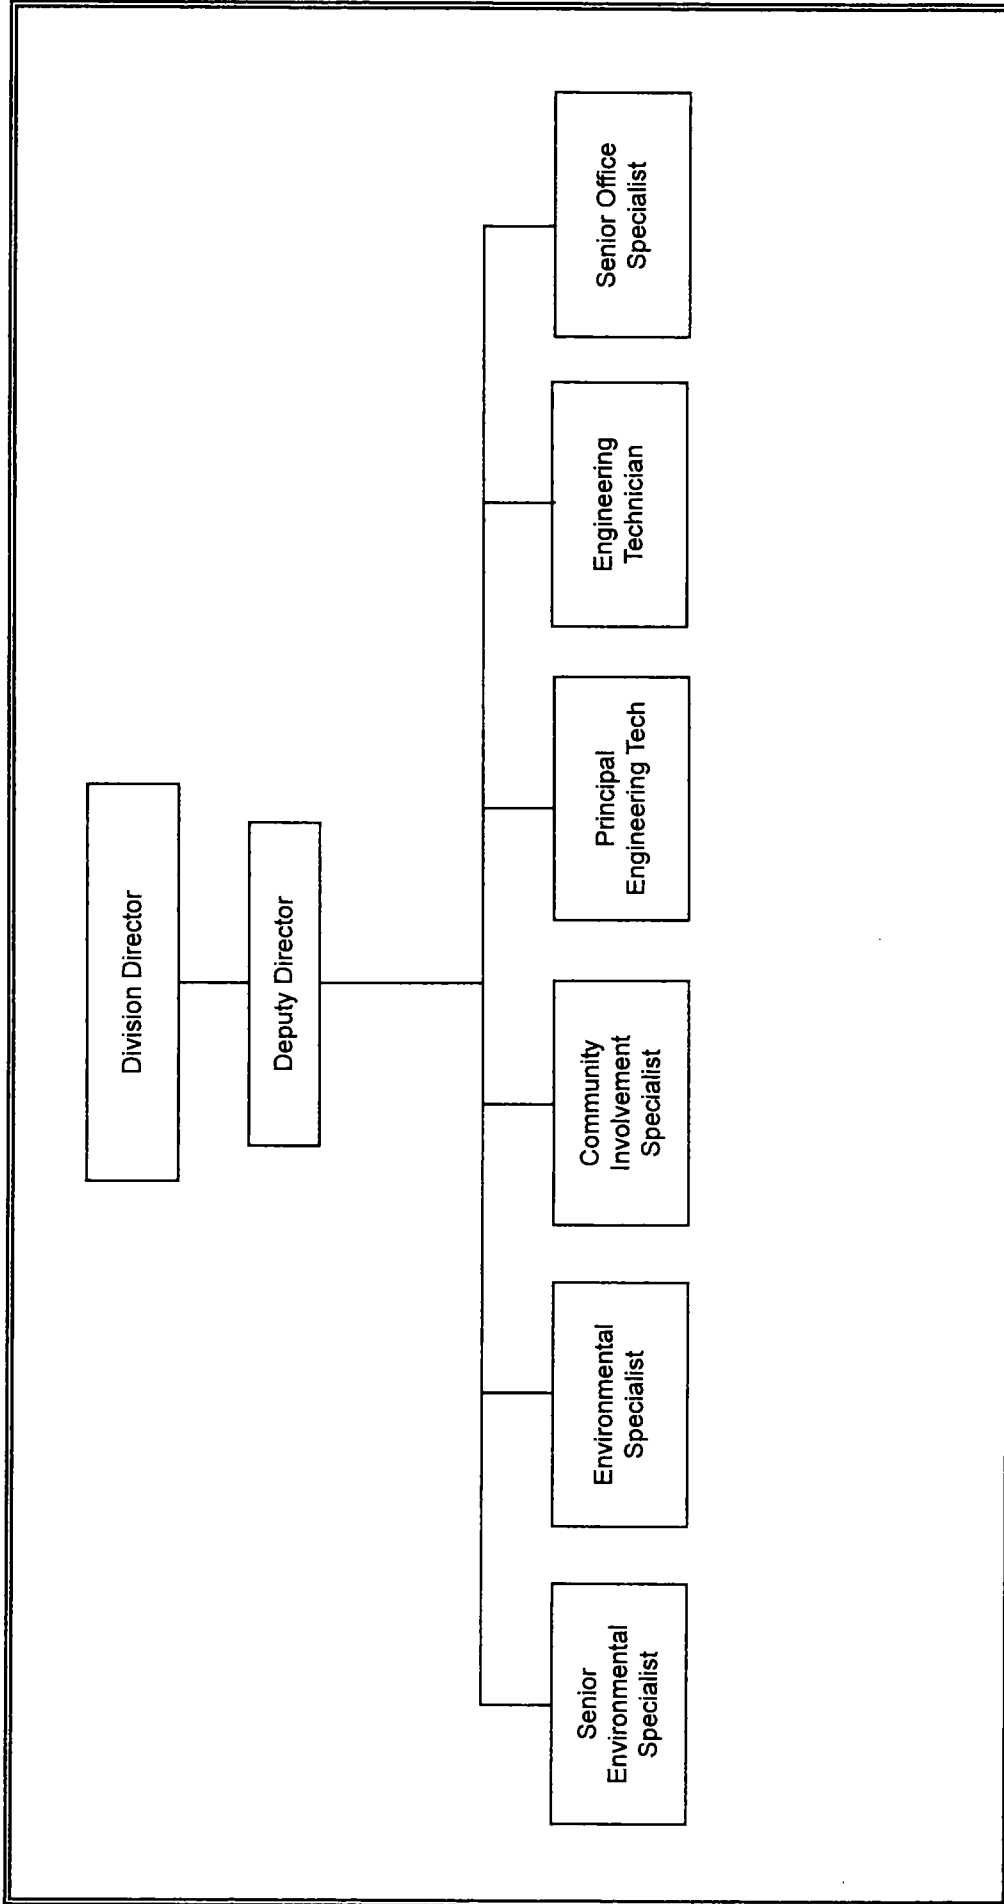 Division Director
Deputy Director
Senior
Environmental
Specialist
Environmental
Specialist
Community
Involvement
Specialist
Principal
Engineering Tech
Engineering
Technician
Senior Office
Specialist